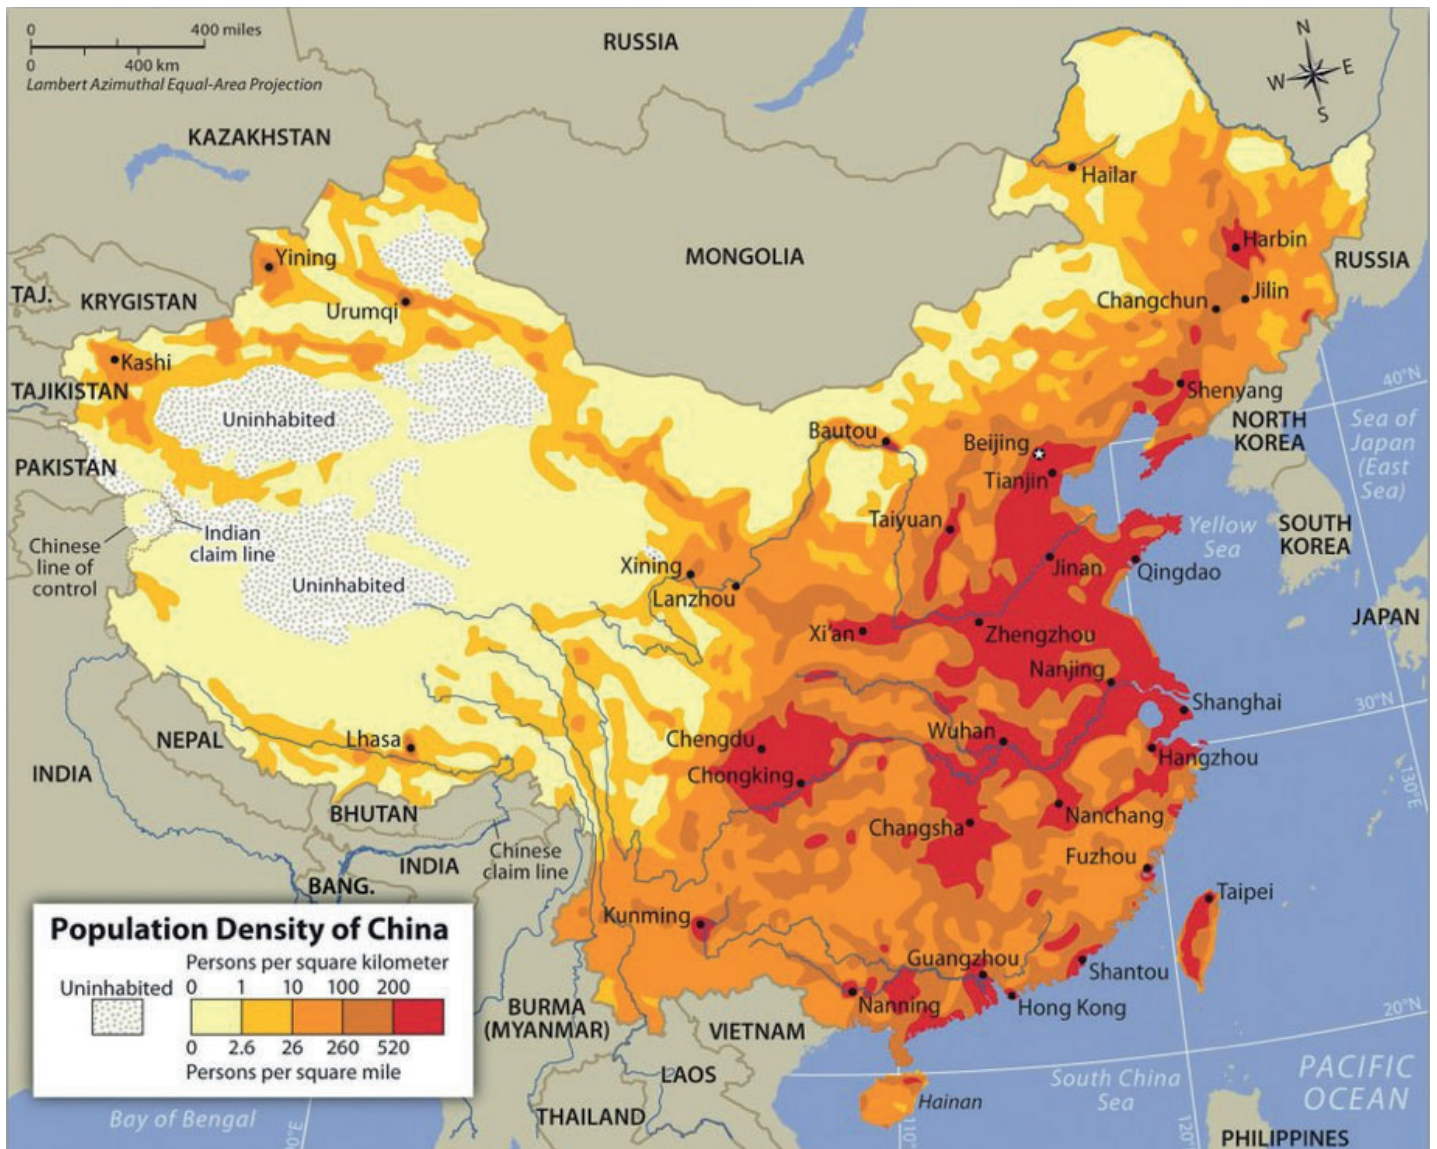 0
400 miles
0
400 km
Lambert Azimuthal Equal-Area Projection
RUSSIA
N
W
E
S
KAZAKHSTAN
Hailar
Yining
MONGOLIA
Harbin
RUSSIA
TAJ.
KRYGISTAN
Urumqi
Changchun
Jilin
Kashi
TAJIKISTAN
Shenyang
40°N
Uninhabited
NORTH
KOREA
Sea of
Japan
(East
Sea)
Bautou
Beijing
PAKISTAN
Tianjin
Taiyuan
Yellow
Sea
SOUTH
KOREA
Indian
claim line
Chinese
line of
control
Uninhabited
Xining
Lanzhou
Jinan
Qingdao
JAPAN
Xi'an
Zhengzhou
Nanjing
Shanghai
30°N
NEPAL
Lhasa
Chengdu
Wuhan
Hangzhou
INDIA
Chongking
130°E
BHUTAN
Nanchang
Changsha
Chinese
claim line
INDIA
BANG.
Fuzhou
Taipei
Kunming
Population Density of China
Persons per square kilometer
Uninhabited
0 1 10 100 200
0 2.6 26 260 520
Persons per square mile
Guangzhou
Shantou
Nanning
Hong Kong
BURMA
(MYANMAR)
VIETNAM
20°N
LAOS
South China
Sea
PACIFIC
OCEAN
Hainan
Bay of Bengal
THAILAND
110°
120°
PHILIPPINES